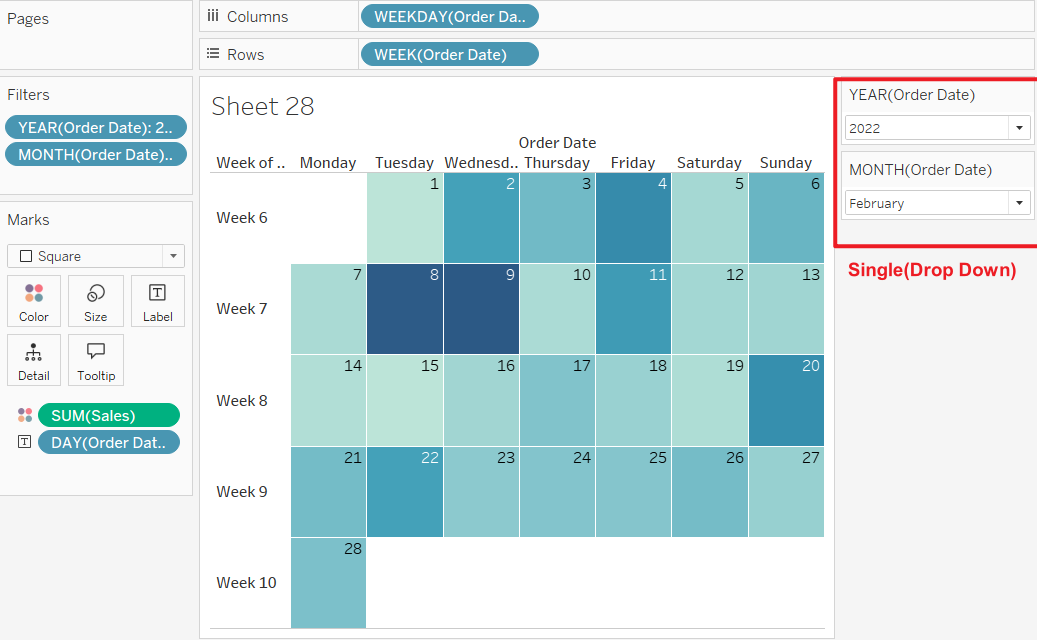 Pages
Columns
WEEKDAY(Order Da..
Rows
WEEK(Order Date)
Filters
YEAR(Order Date): 2..
MONTH(Order Date)..
Marks
Square
Color
Size
Label
Detail
Tooltip
SUM(Sales)
DAY(Order Dat..
Sheet 28
Order Date
Week of .. Monday Tuesday Wednesd.. Thursday Friday Saturday Sunday
Week 6 1 2 3 4 5 6
Week 7 7 8 9 10 11 12 13
Week 8 14 15 16 17 18 19 20
Week 9 21 22 23 24 25 26 27
Week 10 28
YEAR(Order Date)
2022
MONTH(Order Date)
February
Single(Drop Down)